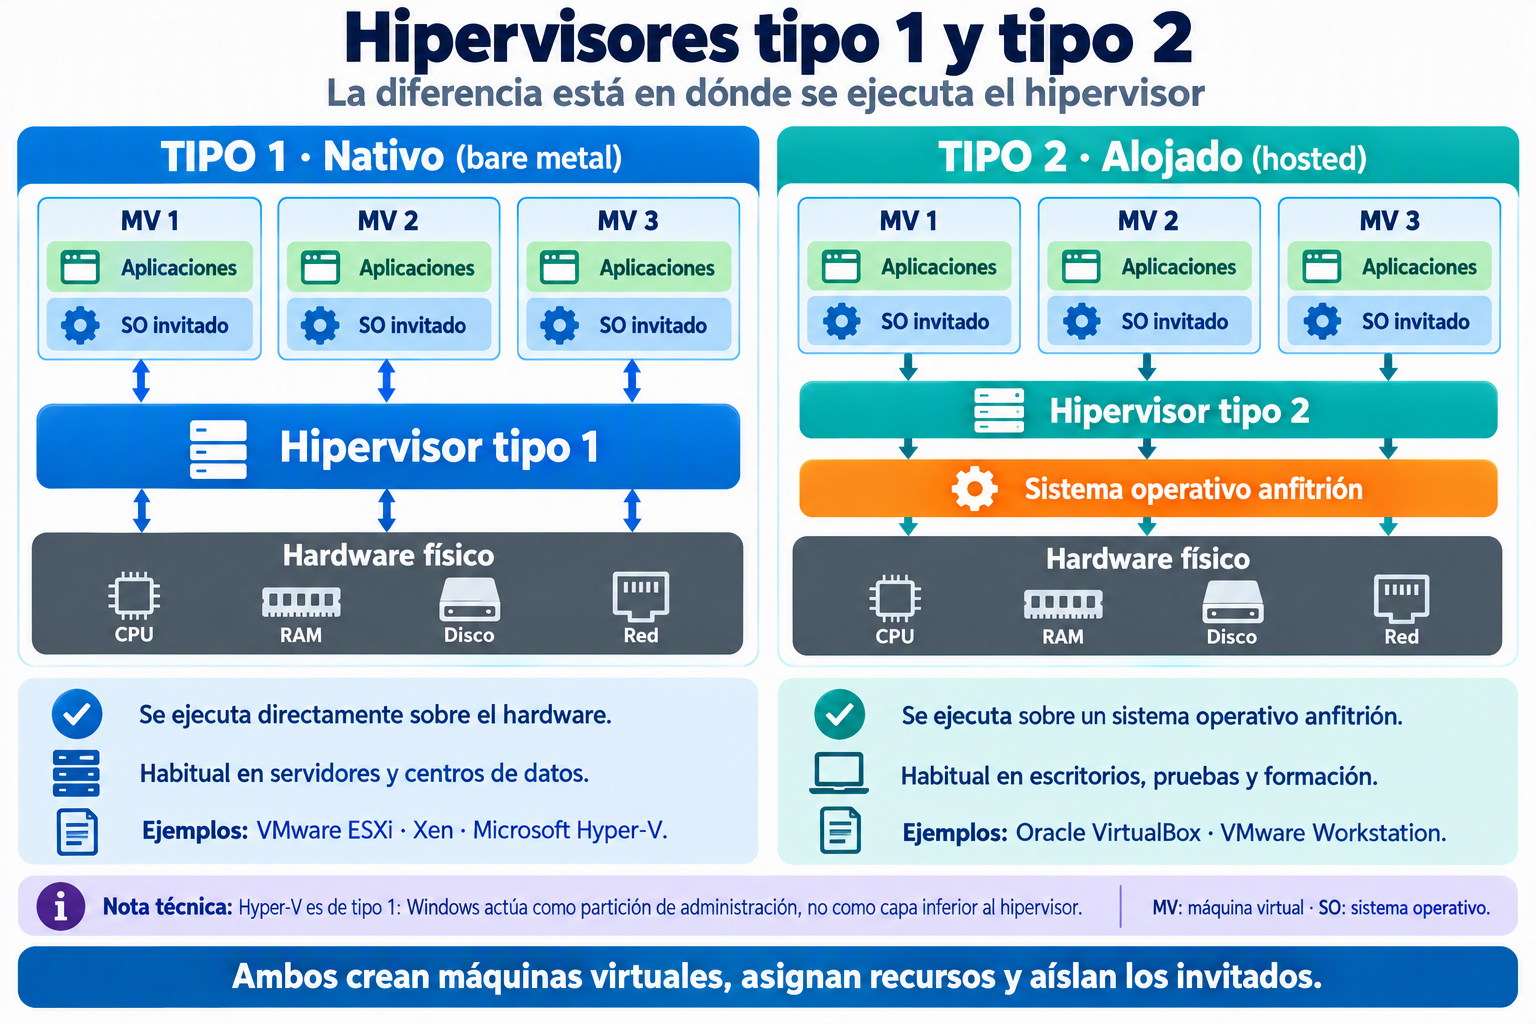 Hipervisores tipo 1 y tipo 2
La diferencia está en dónde se ejecuta el hipervisor
TIPO 1 · Nativo (bare metal)
MV 1
Aplicaciones
SO invitado
MV 2
Aplicaciones
SO invitado
MV 3
Aplicaciones
SO invitado
Hipervisor tipo 1
Hardware físico
CPU
RAM
Disco
Red
Se ejecuta directamente sobre el hardware.
Habitual en servidores y centros de datos.
Ejemplos: VMware ESXi · Xen · Microsoft Hyper-V.
TIPO 2 · Alojado (hosted)
MV 1
Aplicaciones
SO invitado
MV 2
Aplicaciones
SO invitado
MV 3
Aplicaciones
SO invitado
Hipervisor tipo 2
Sistema operativo anfitrión
Hardware físico
CPU
RAM
Disco
Red
Se ejecuta sobre un sistema operativo anfitrión.
Habitual en escritorios, pruebas y formación.
Ejemplos: Oracle VirtualBox · VMware Workstation.
Nota técnica: Hyper-V es de tipo 1: Windows actúa como partición de administración, no como capa inferior al hipervisor.
MV: máquina virtual · SO: sistema operativo.
Ambos crean máquinas virtuales, asignan recursos y aíslan los invitados.